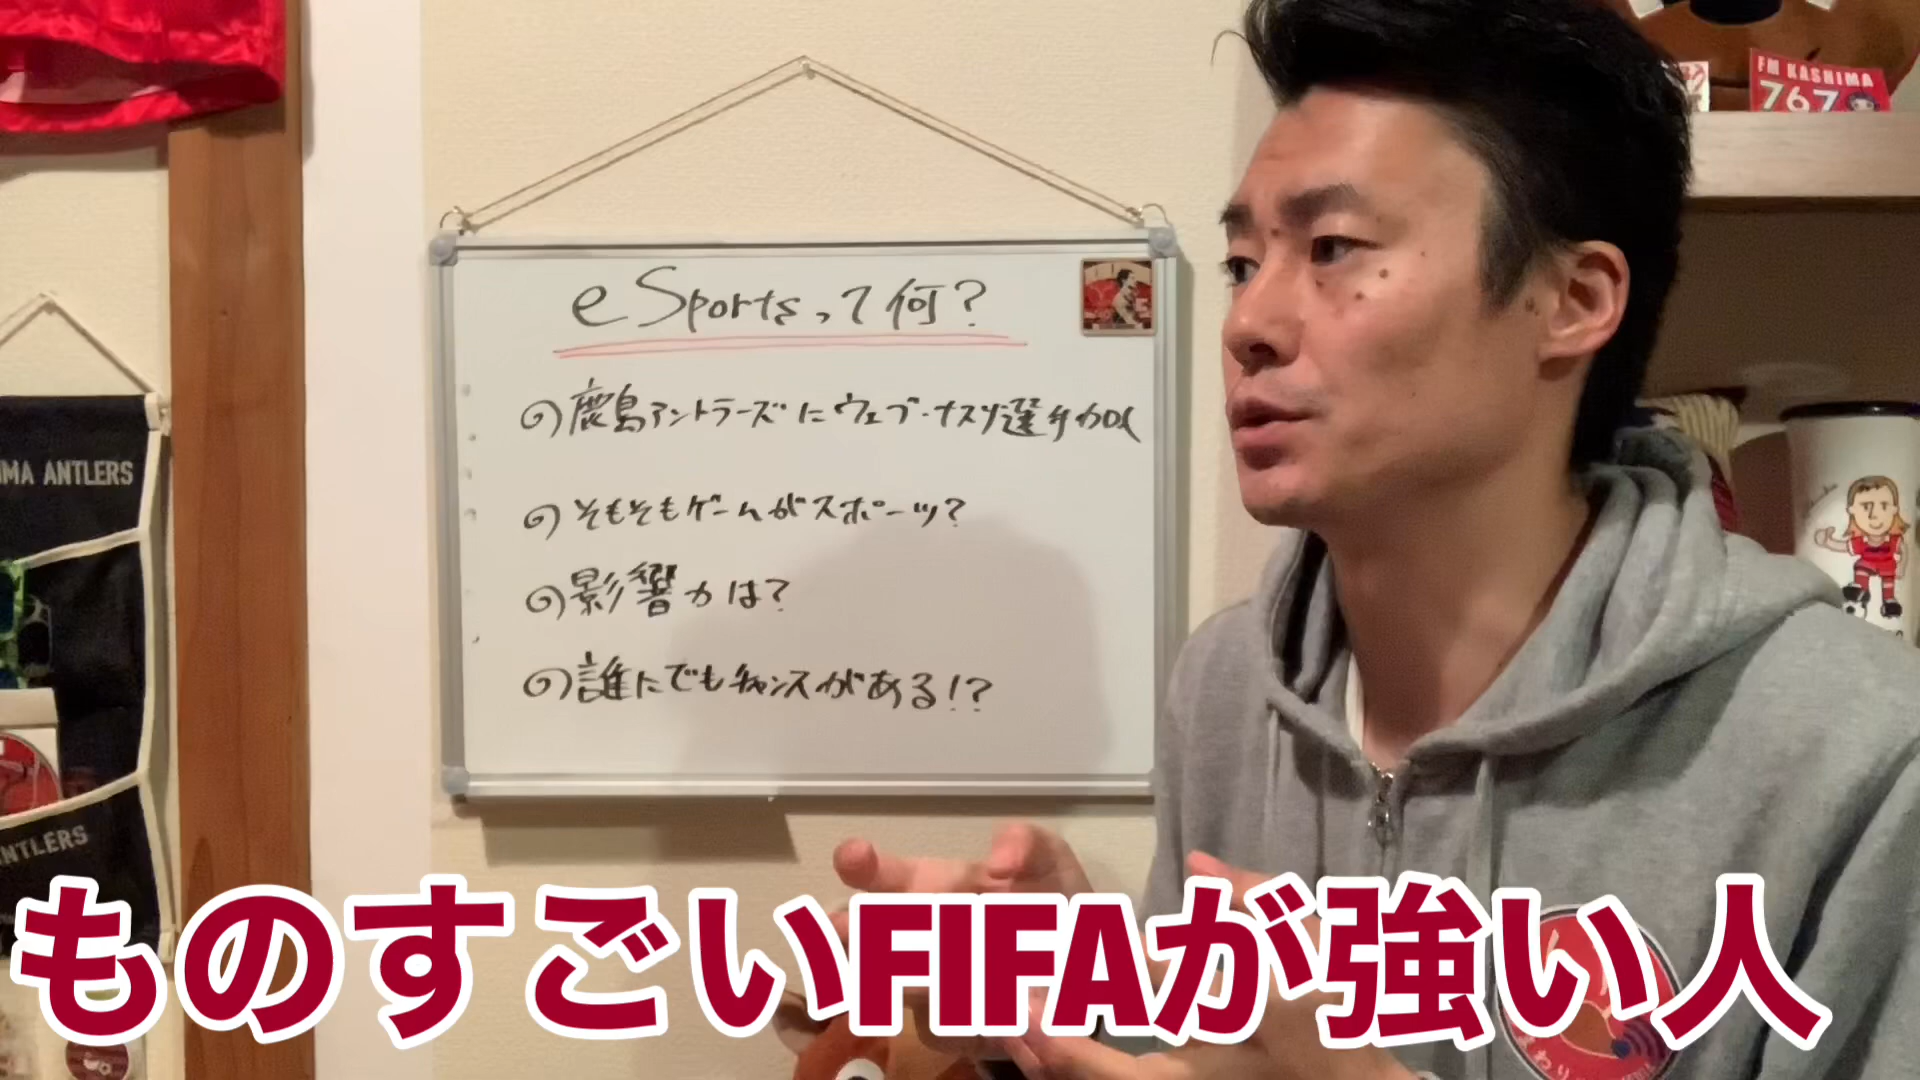 FM KASHIMA
767
eSportsって何?
の)鹿島アントラーズにウェブ・ナスリ選手加入
の)そもそもゲームがスポーツ?
の)影響力は?
の)誰にでもチャンスがある!?
MA ANTLERS
NTLERS
ものすごいFIFAが強い人